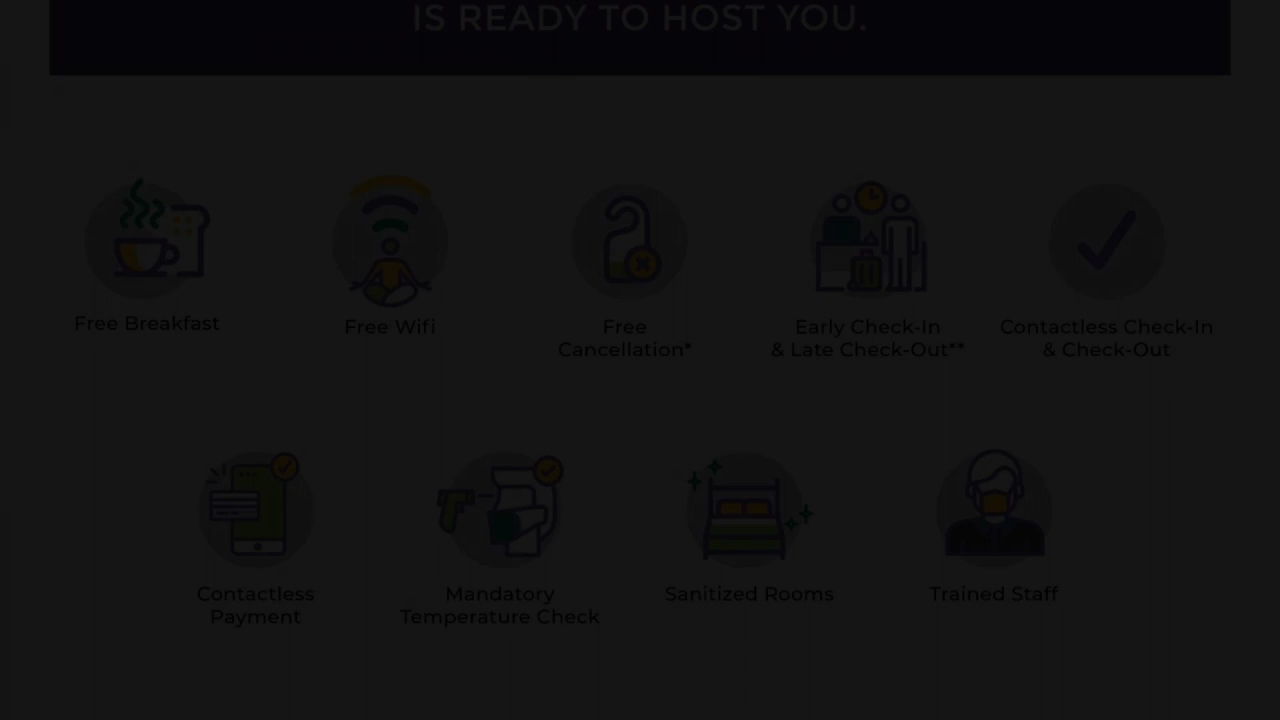 IS READY TO HOST YOU.
Free Breakfast
Free Wifi
Free
Cancellation*
Early Check-In
& Late Check-Out**
Contactless Check-In
& Check-Out
Contactless
Payment
Mandatory
Temperature Check
Sanitized Rooms
Trained Staff